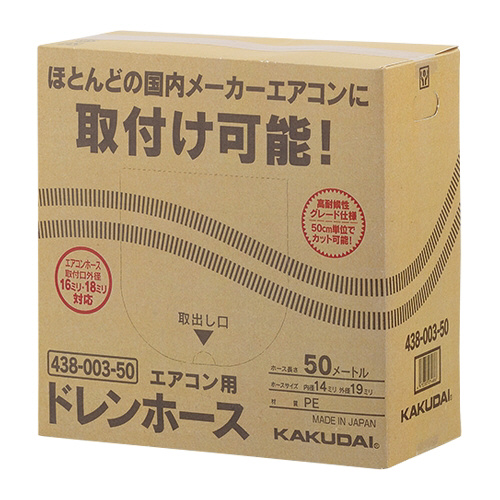 ほとんどの国内メーカーエアコンに
取付け可能!
高耐候性
グレード仕様
50cm単位で
カット可能!
エアコンホース
取付口外径
16ミリ・18ミリ
対応
取出し口
438-003-50
エアコン用
ドレンホース
ホース長さ 50メートル
ホースサイズ 内径14ミリ 外径19ミリ
材質 PE
MADE IN JAPAN
KAKUDAI
438-003-50
KAKUDAI